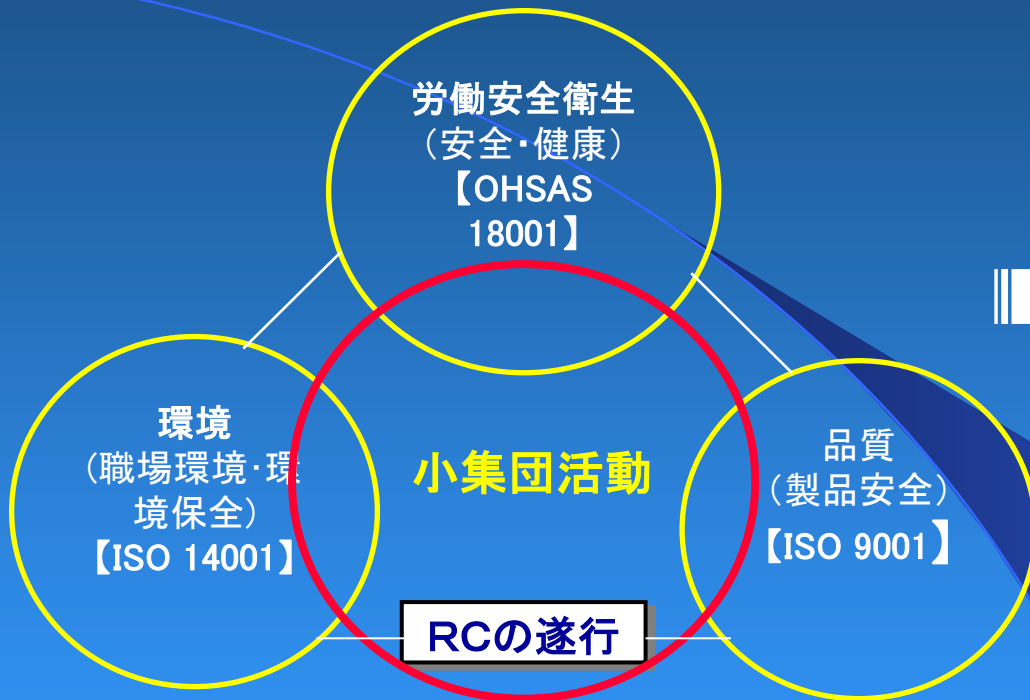 労働安全衛生
（安全・健康）
【OHSAS
18001】
環境
（職場環境・環
境保全）
【ISO 14001】
小集団活動
品質
（製品安全）
【ISO 9001】
ＲＣの遂行